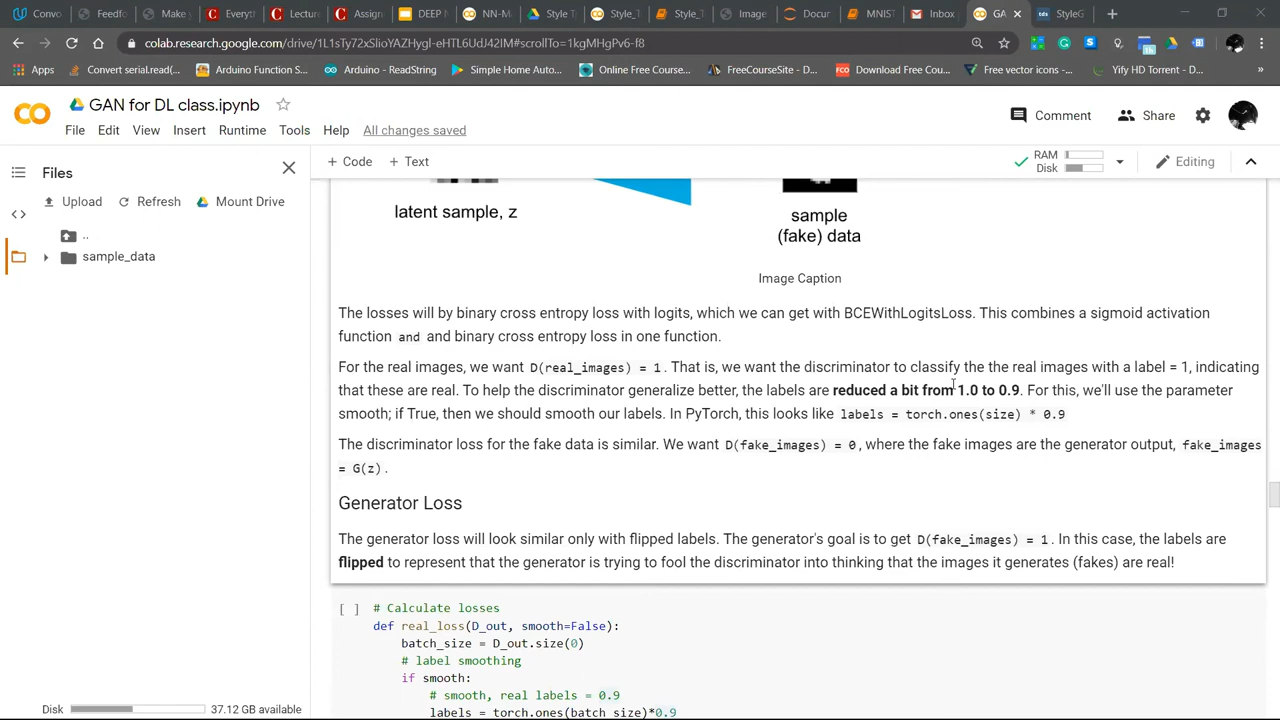 Convo
Feedf
Make y
Everyth
Lecture
Assign
DEEP N
NN-Ma
Style Tr
Style_T
Style_T
Image
Docun
MNIST
Inbox
GA
StyleG
colab.research.google.com/drive/1L1sTy72xSlioYAZHygl-eHTL6UdJ42IM#scrollTo=1kgMHgPv6-f8
Apps
Convert serial.read(...
Arduino Function S...
Arduino - ReadString
Simple Home Auto...
Online Free Cours...
FreeCourseSite - D...
Download Free Cou...
Free vector icons -...
Yify HD Torrent - D...
GAN for DL class.ipynb
Comment
Share
File Edit View Insert Runtime Tools Help All changes saved
Files
+ Code + Text
RAM
Disk
Editing
Upload Refresh Mount Drive
..
sample_data
latent sample, z
sample
(fake) data
Image Caption
The losses will by binary cross entropy loss with logits, which we can get with BCEWithLogitsLoss. This combines a sigmoid activation
function and and binary cross entropy loss in one function.
For the real images, we want D(real_images) = 1. That is, we want the discriminator to classify the the real images with a label = 1, indicating
that these are real. To help the discriminator generalize better, the labels are reduced a bit from 1.0 to 0.9. For this, we'll use the parameter
smooth; if True, then we should smooth our labels. In PyTorch, this looks like labels = torch.ones(size) * 0.9
The discriminator loss for the fake data is similar. We want D(fake_images) = 0, where the fake images are the generator output, fake_images
= G(z).
Generator Loss
The generator loss will look similar only with flipped labels. The generator's goal is to get D(fake_images) = 1. In this case, the labels are
flipped to represent that the generator is trying to fool the discriminator into thinking that the images it generates (fakes) are real!
[ ] # Calculate losses
def real_loss(D_out, smooth=False):
batch_size = D_out.size(0)
# label smoothing
if smooth:
# smooth, real labels = 0.9
labels = torch.ones(batch_size)*0.9
Disk 37.12 GB available